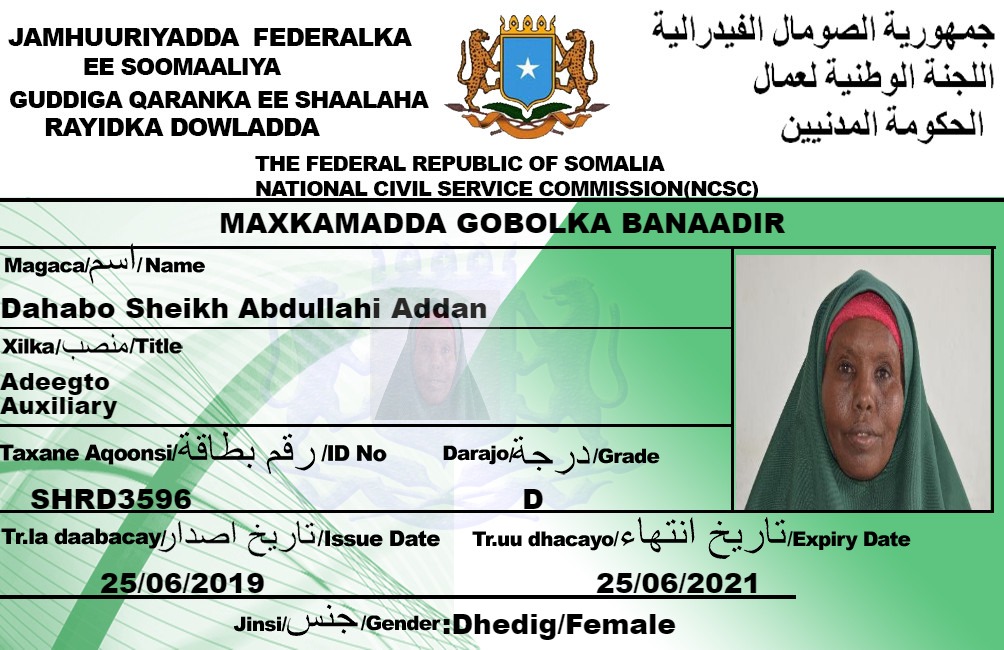 JAMHUURIYADDA FEDERALKA
EE SOOMAALIYA
GUDDIGA QARANKA EE SHAALAHA
RAYIDKA DOWLADDA
جمهورية الصومال الفيدرالية
اللجنة الوطنية لعمال
الحكومة المدنيين
THE FEDERAL REPUBLIC OF SOMALIA
NATIONAL CIVIL SERVICE COMMISSION(NCSC)
MAXKAMADDA GOBOLKA BANAADIR
Magaca/اسم/Name
Dahabo Sheikh Abdullahi Addan
Xilka/منصب/Title
Adeegto
Auxiliary
Taxane Aqoonsi/رقم بطاقة/ID No Darajo/درجة/Grade
SHRD3596 D
Tr.la daabacay/تاريخ اصدار/Issue Date Tr.uu dhacayo/تاريخ انتهاء/Expiry Date
25/06/2019 25/06/2021
Jinsi/جنس/Gender:Dhedig/Female